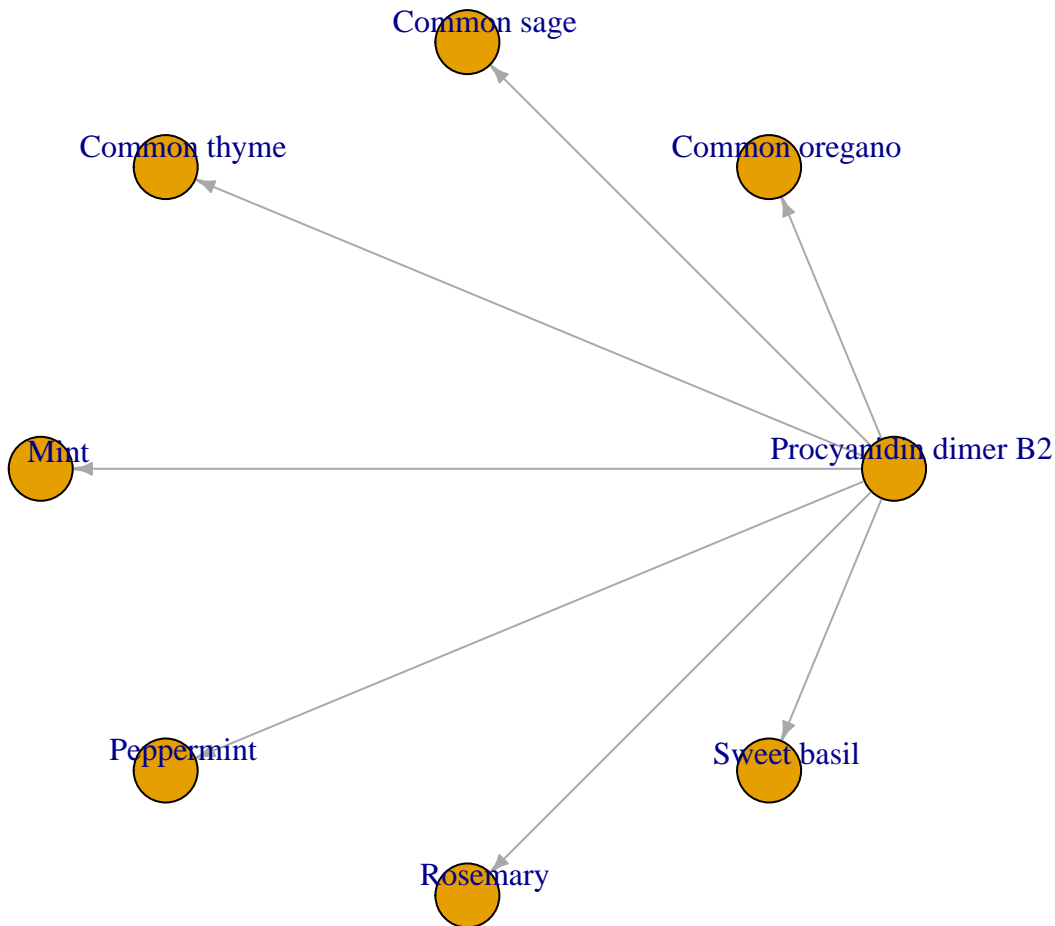 Common sage
Common thyme
Common oregano
Mint
Procyanidin dimer B2
Peppermint
Sweet basil
Rosemary